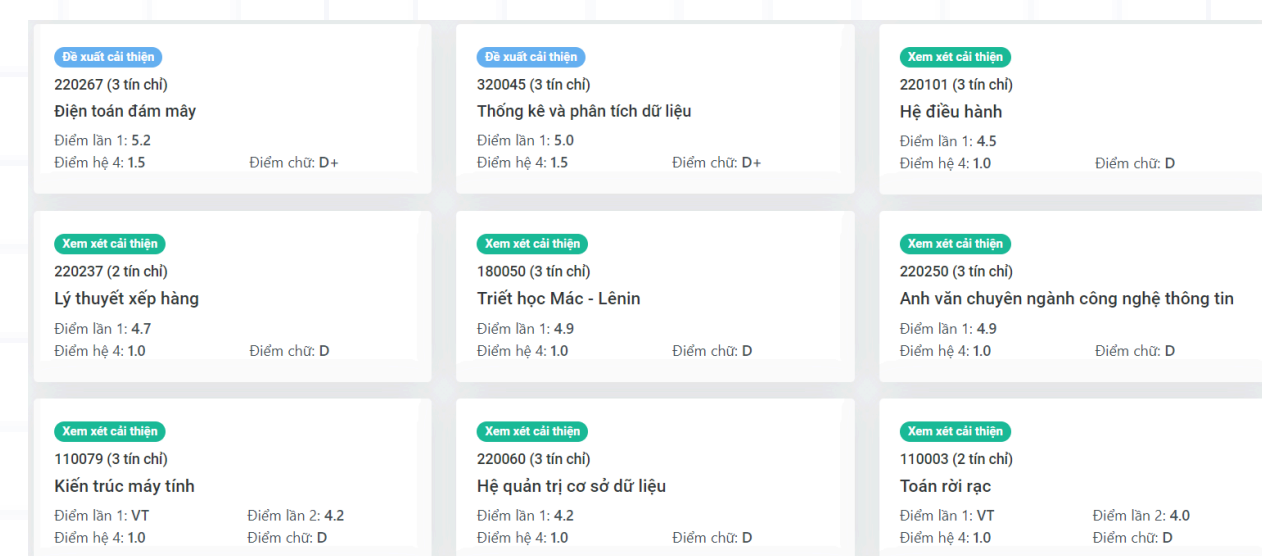 Đề xuất cải thiện
220267 (3 tín chỉ)
Điện toán đám mây
Điểm lần 1: 5.2
Điểm hệ 4: 1.5 Điểm chữ: D+
Đề xuất cải thiện
320045 (3 tín chỉ)
Thống kê và phân tích dữ liệu
Điểm lần 1: 5.0
Điểm hệ 4: 1.5 Điểm chữ: D+
Xem xét cải thiện
220101 (3 tín chỉ)
Hệ điều hành
Điểm lần 1: 4.5
Điểm hệ 4: 1.0 Điểm chữ: D
Xem xét cải thiện
220237 (2 tín chỉ)
Lý thuyết xếp hàng
Điểm lần 1: 4.7
Điểm hệ 4: 1.0 Điểm chữ: D
Xem xét cải thiện
180050 (3 tín chỉ)
Triết học Mác - Lênin
Điểm lần 1: 4.9
Điểm hệ 4: 1.0 Điểm chữ: D
Xem xét cải thiện
220250 (3 tín chỉ)
Anh văn chuyên ngành công nghệ thông tin
Điểm lần 1: 4.9
Điểm hệ 4: 1.0 Điểm chữ: D
Xem xét cải thiện
110079 (3 tín chỉ)
Kiến trúc máy tính
Điểm lần 1: VT Điểm lần 2: 4.2
Điểm hệ 4: 1.0 Điểm chữ: D
Xem xét cải thiện
220060 (3 tín chỉ)
Hệ quản trị cơ sở dữ liệu
Điểm lần 1: 4.2
Điểm hệ 4: 1.0 Điểm chữ: D
Xem xét cải thiện
110003 (2 tín chỉ)
Toán rời rạc
Điểm lần 1: VT Điểm lần 2: 4.0
Điểm hệ 4: 1.0 Điểm chữ: D